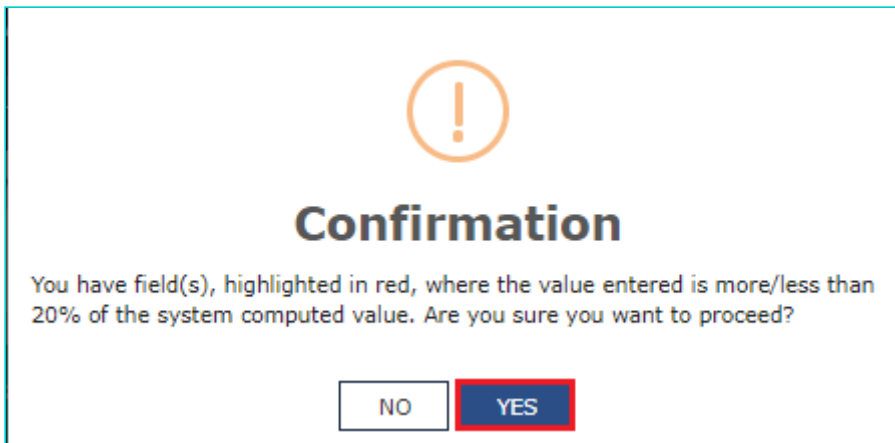 Confirmation
You have field(s), highlighted in red, where the value entered is more/less than
20% of the system computed value. Are you sure you want to proceed?
NO YES